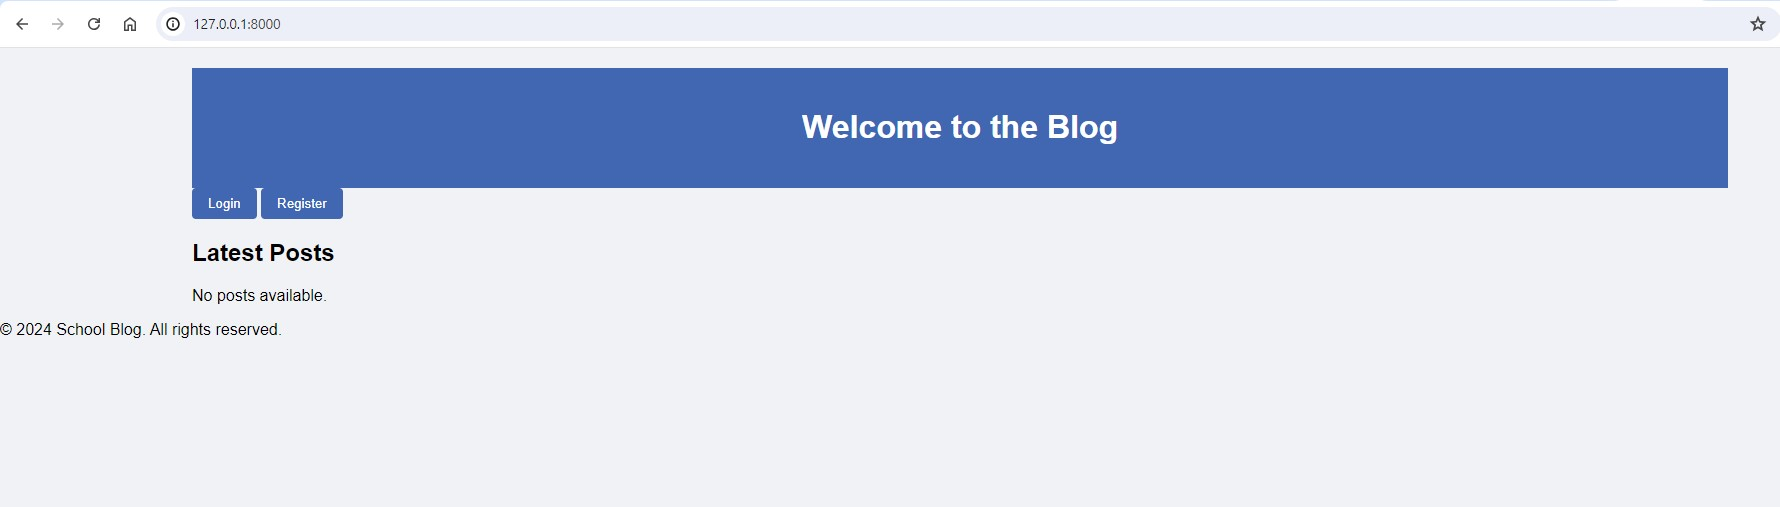 127.0.0.1:8000
Welcome to the Blog
Login Register
Latest Posts
No posts available.
© 2024 School Blog. All rights reserved.